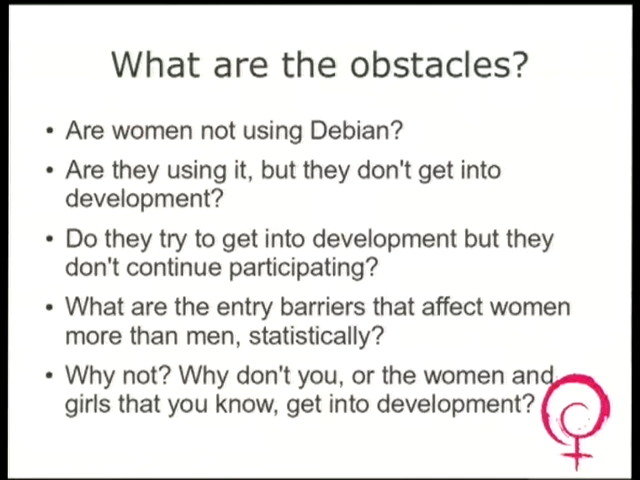 What are the obstacles?
• Are women not using Debian?
• Are they using it, but they don't get into
development?
• Do they try to get into development but they
don't continue participating?
• What are the entry barriers that affect women
more than men, statistically?
• Why not? Why don't you, or the women and
girls that you know, get into development?